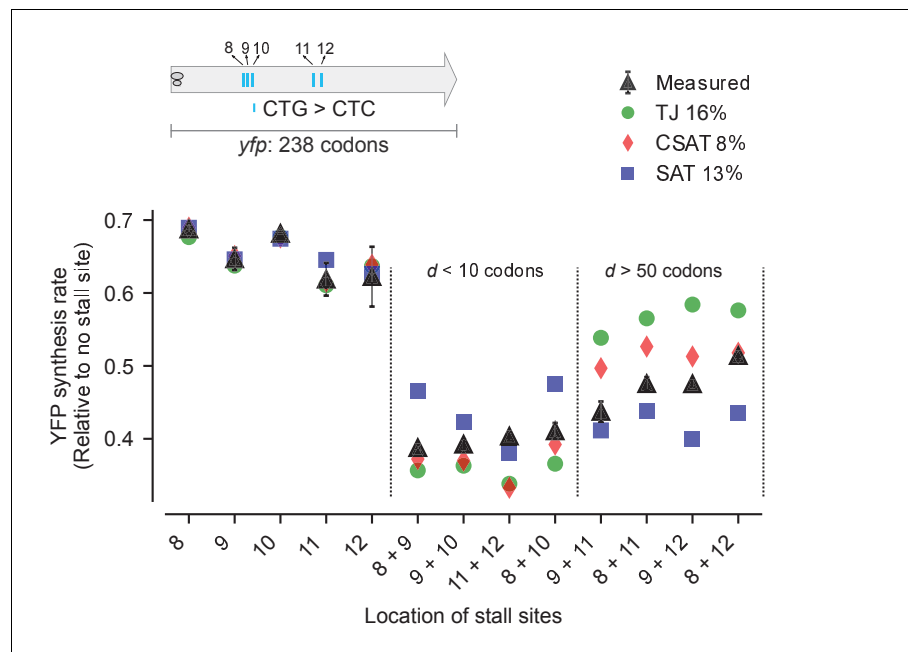 8 9 10 11 12
CTG > CTC
yfp: 238 codons
Measured
TJ 16%
CSAT 8%
SAT 13%
YFP synthesis rate
(Relative to no stall site)
0.7
0.6
0.5
0.4
d < 10 codons
d > 50 codons
8
9
10
11
12
8 + 9
9 + 10
11 + 12
8 + 10
9 + 11
8 + 11
9 + 12
8 + 12
Location of stall sites